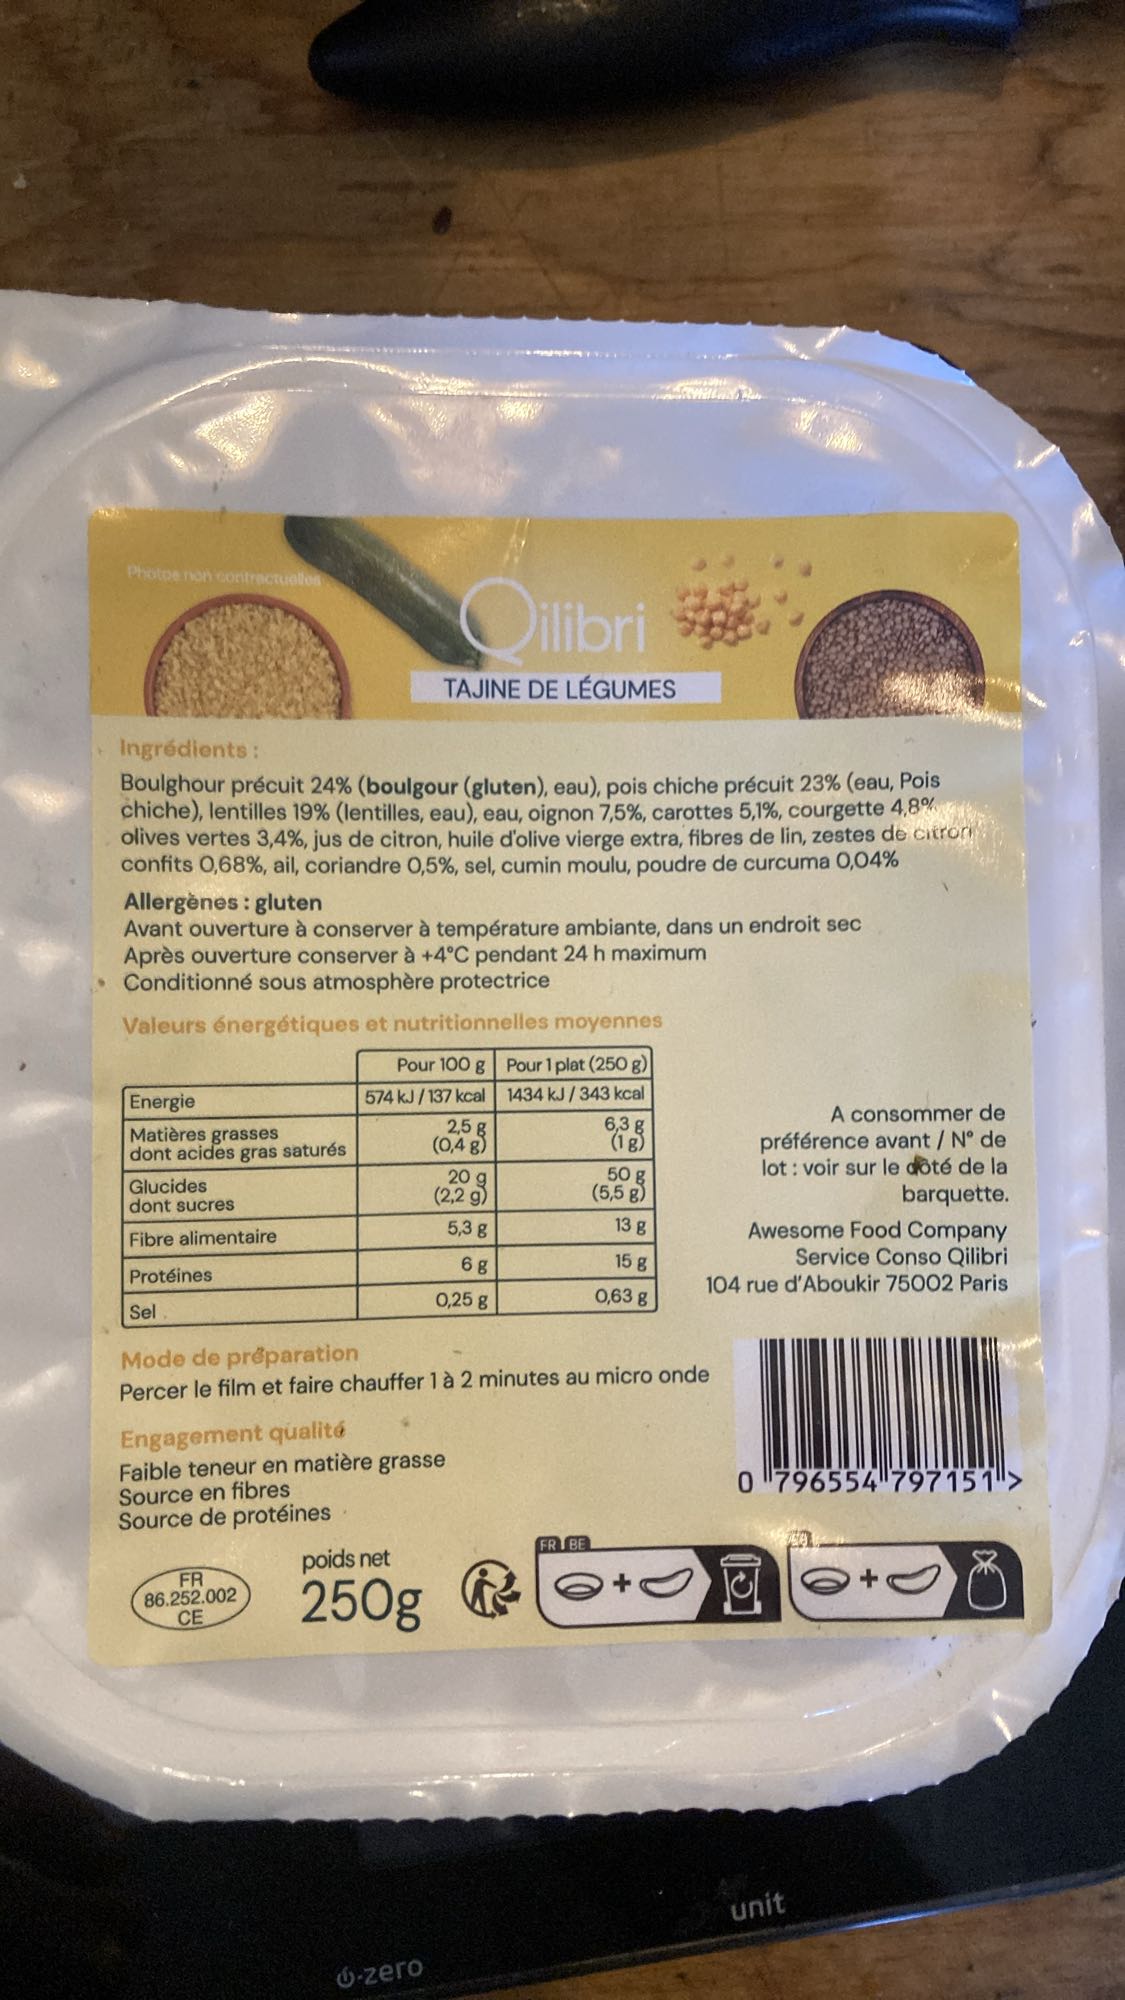 Photos non contractuelles
Qilibri
TAJINE DE LÉGUMES
Ingrédients :
Boulghour précuit 24% (boulgour (gluten), eau), pois chiche précuit 23% (eau, Pois
chiche), lentilles 19% (lentilles, eau), eau, oignon 7,5%, carottes 5,1%, courgette 4,8%
olives vertes 3,4%, jus de citron, huile d'olive vierge extra, fibres de lin, zestes de citron
confits 0,68%, ail, coriandre 0,5%, sel, cumin moulu, poudre de curcuma 0,04%
Allergènes : gluten
Avant ouverture à conserver à température ambiante, dans un endroit sec
Après ouverture conserver à +4°C pendant 24 h maximum
Conditionné sous atmosphère protectrice
Valeurs énergétiques et nutritionnelles moyennes
Pour 100 g Pour 1 plat (250 g)
Energie 574 kJ / 137 kcal 1434 kJ / 343 kcal
Matières grasses 2,5 g 6,3 g
dont acides gras saturés (0,4 g) (1 g)
Glucides 20 g 50 g
dont sucres (2,2 g) (5,5 g)
Fibre alimentaire 5,3 g 13 g
Protéines 6 g 15 g
Sel 0,25 g 0,63 g
A consommer de
préférence avant / N° de
lot : voir sur le côté de la
barquette.
Awesome Food Company
Service Conso Qilibri
104 rue d'Aboukir 75002 Paris
Mode de préparation
Percer le film et faire chauffer 1 à 2 minutes au micro onde
Engagement qualité
Faible teneur en matière grasse
Source en fibres
Source de protéines
0 796554 797151 >
FR
86.252.002
CE
poids net
250g
FR BE
unit
-zero